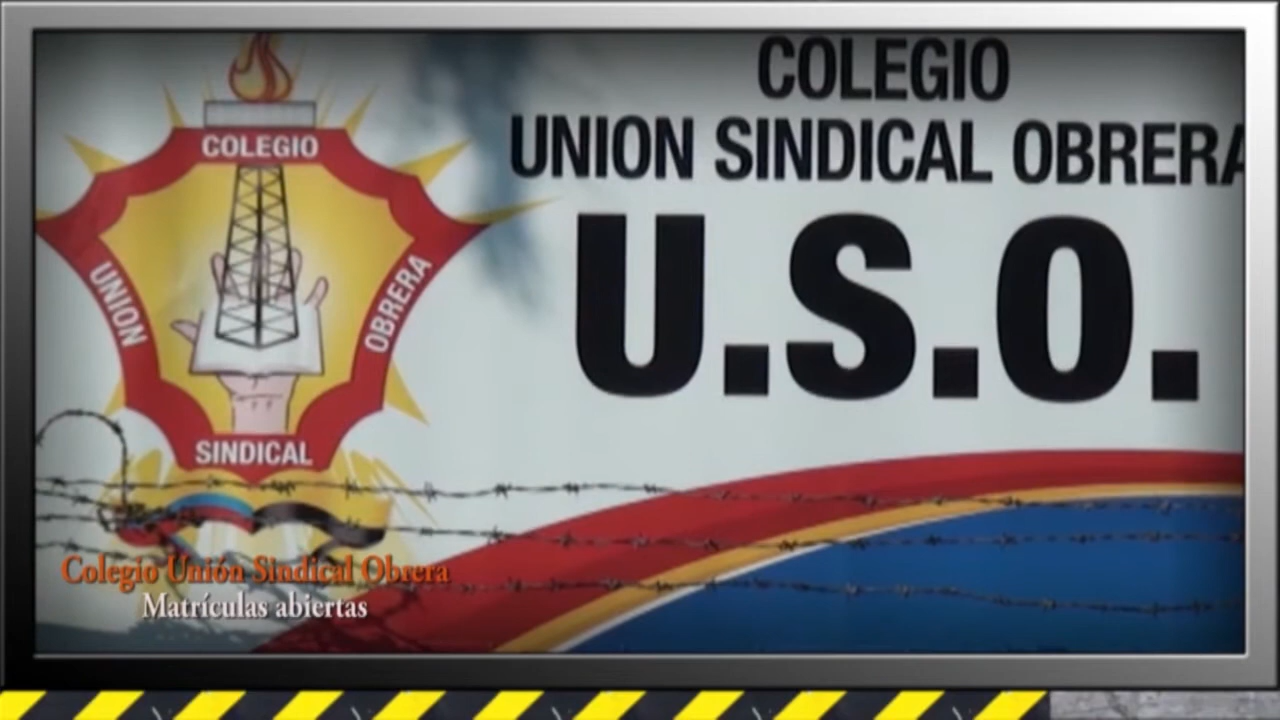 COLEGIO
UNION
OBRERA
SINDICAL
COLEGIO
UNION SINDICAL OBRERA
U.S.O.
Colegio Unión Sindical Obrera
Matrículas abiertas